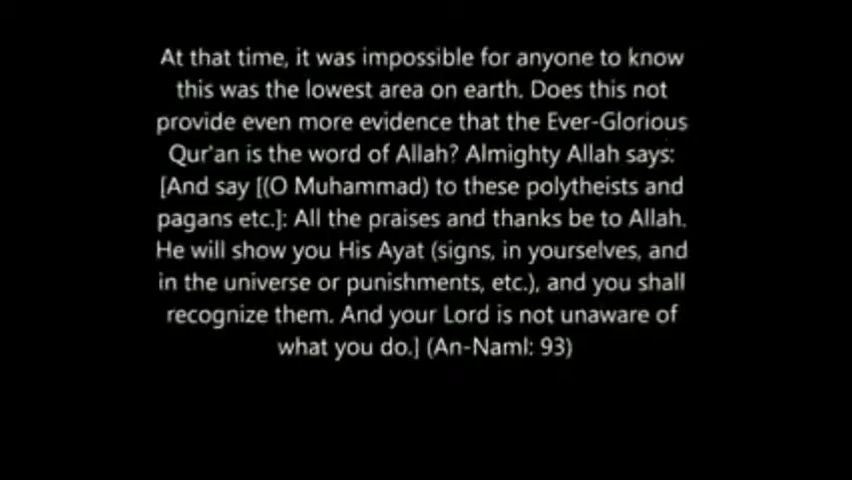 At that time, it was impossible for anyone to know
this was the lowest area on earth. Does this not
provide even more evidence that the Ever-Glorious
Qur'an is the word of Allah? Almighty Allah says:
[And say [(O Muhammad) to these polytheists and
pagans etc.]: All the praises and thanks be to Allah.
He will show you His Ayat (signs, in yourselves, and
in the universe or punishments, etc.), and you shall
recognize them. And your Lord is not unaware of
what you do.] (An-Naml: 93)